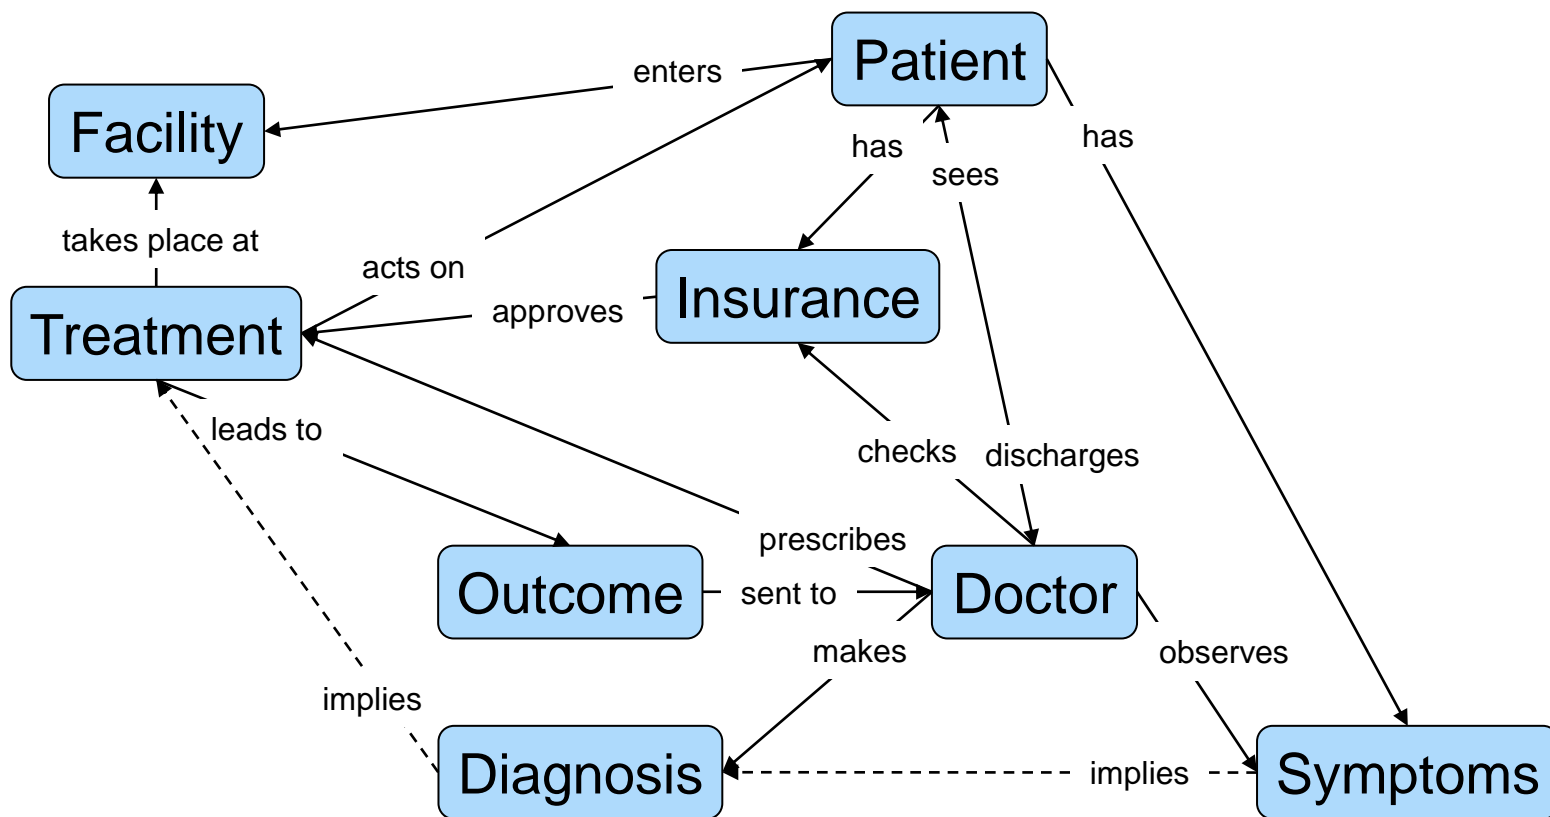 Patient
enters
Facility
has
has
sees
takes place at
acts on
Insurance
approves
Treatment
leads to
checks
discharges
prescribes
Outcome
sent to
Doctor
makes
observes
implies
Diagnosis
implies
Symptoms